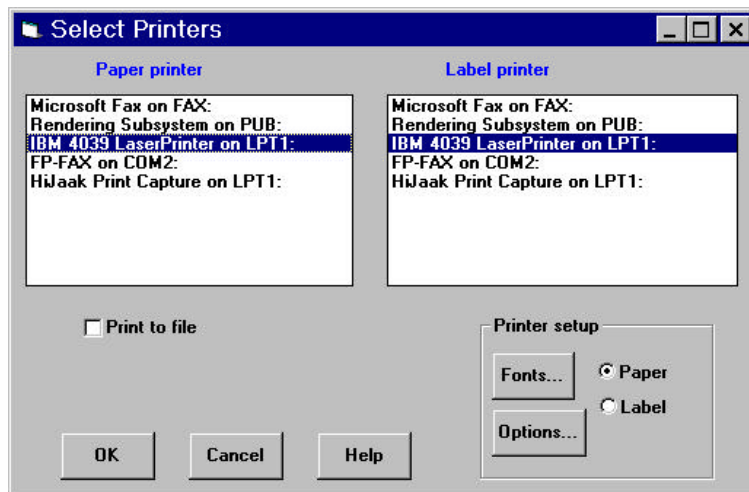 Select Printers
Paper printer
Microsoft Fax on FAX:
Rendering Subsystem on PUB:
IBM 4039 LaserPrinter on LPT1:
FP-FAX on COM2:
HiJaak Print Capture on LPT1:
Label printer
Microsoft Fax on FAX:
Rendering Subsystem on PUB:
IBM 4039 LaserPrinter on LPT1:
FP-FAX on COM2:
HiJaak Print Capture on LPT1:
Print to file
Printer setup
Fonts...
Paper
Label
Options...
OK
Cancel
Help